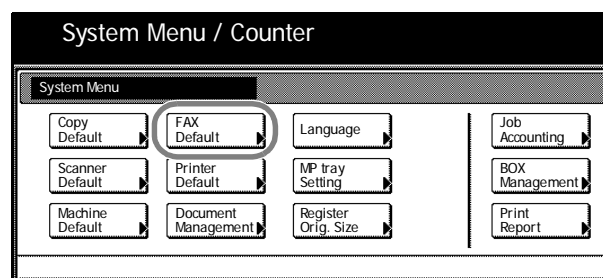 System Menu / Counter
System Menu
Copy
Default
FAX
Default
Language
Job
Accounting
Scanner
Default
Printer
Default
MP tray
Setting
BOX
Management
Machine
Default
Document
Management
Register
Orig. Size
Print
Report